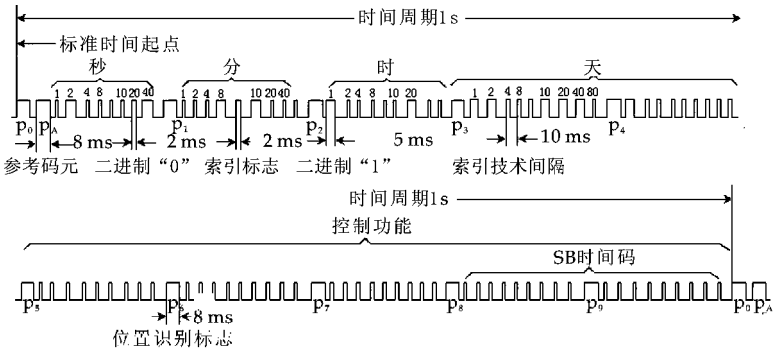 时间周期1s
标准时间起点
秒 分 时 天
1 2 4 8 10 20 40 1 2 4 8 10 20 40 1 2 4 8 10 20 1 2 4 8 10 20 40 80
P0 PA P1 P2 P3 P4
8 ms 2 ms 2 ms 5 ms 10 ms
参考码元 二进制“0” 索引标志 二进制“1” 索引技术间隔
时间周期1s
控制功能
SB时间码
P5 P6 P7 P8 P9 P0 PA
8 ms
位置识别标志